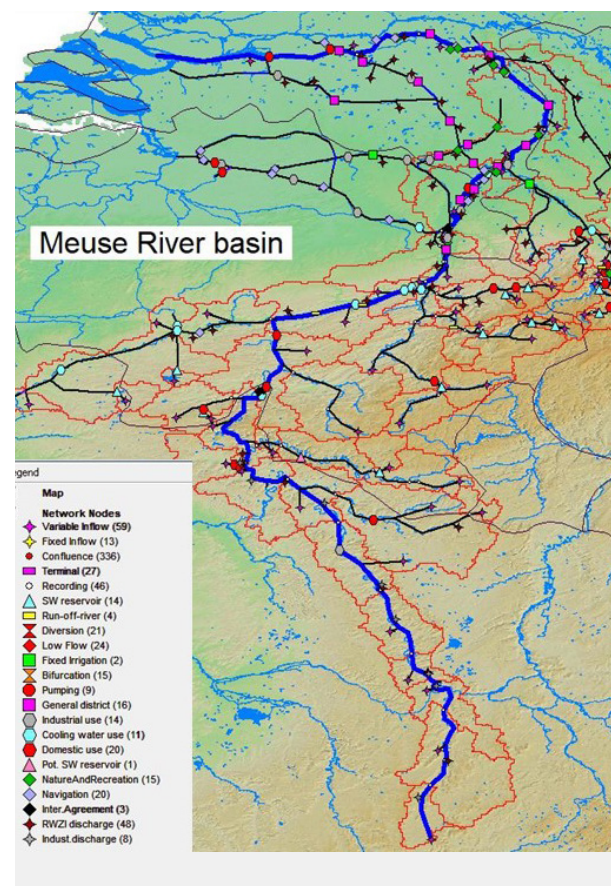 Meuse River basin
egend
Map
Network Nodes
Variable Inflow (59)
Fixed Inflow (13)
Confluence (336)
Terminal (27)
Recording (46)
SW reservoir (14)
Run-off-river (4)
Diversion (21)
Low Flow (24)
Fixed Irrigation (2)
Bifurcation (15)
Pumping (9)
General district (16)
Industrial use (14)
Cooling water use (11)
Domestic use (20)
Pot. SW reservoir (1)
NatureAndRecreation (15)
Navigation (20)
Inter.Agreement (3)
RWZI discharge (48)
Indust.discharge (8)